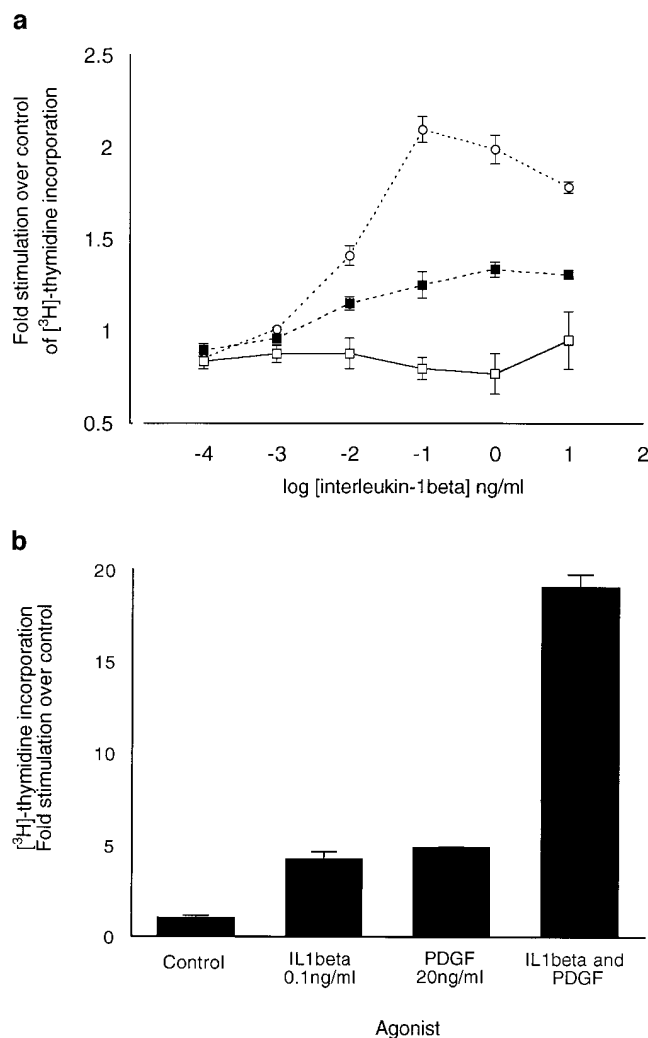 a
Fold stimulation over control
of [³H]-thymidine incorporation
2.5
2
1.5
1
0.5
-4 -3 -2 -1 0 1 2
log [interleukin-1beta] ng/ml
b
[³H]-thymidine incorporation
Fold stimulation over control
20
15
10
5
0
Control IL1beta PDGF IL1beta and
0.1ng/ml 20ng/ml PDGF
Agonist